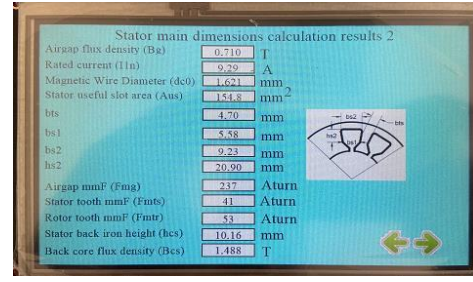 Stator main dimensions calculation results 2
Airgap flux density (Bg) 0.710 T
Rated current (I1n) 9.29 A
Magnetic Wire Diameter (dc0) 1.621 mm
Stator useful slot area (Aus) 154.8 mm2
bts 4.70 mm
bs1 5.58 mm
bs2 9.23 mm
hs2 20.90 mm
Airgap mmF (Fmg) 237 Aturn
Stator tooth mmF (Fmts) 41 Aturn
Rotor tooth mmF (Fmtr) 53 Aturn
Stator back iron height (hcs) 10.16 mm
Back core flux density (Bcs) 1.488 T
bs2
bts
hs2
bs1